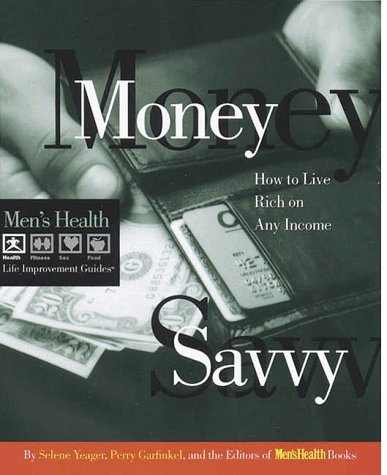 Money
How to Live
Rich on
Any Income
Men's Health
Health Fitness Sex Food
Life Improvement Guides™
Savvy
By Selene Yeager, Perry Garfinkel, and the Editors of Men'sHealth Books